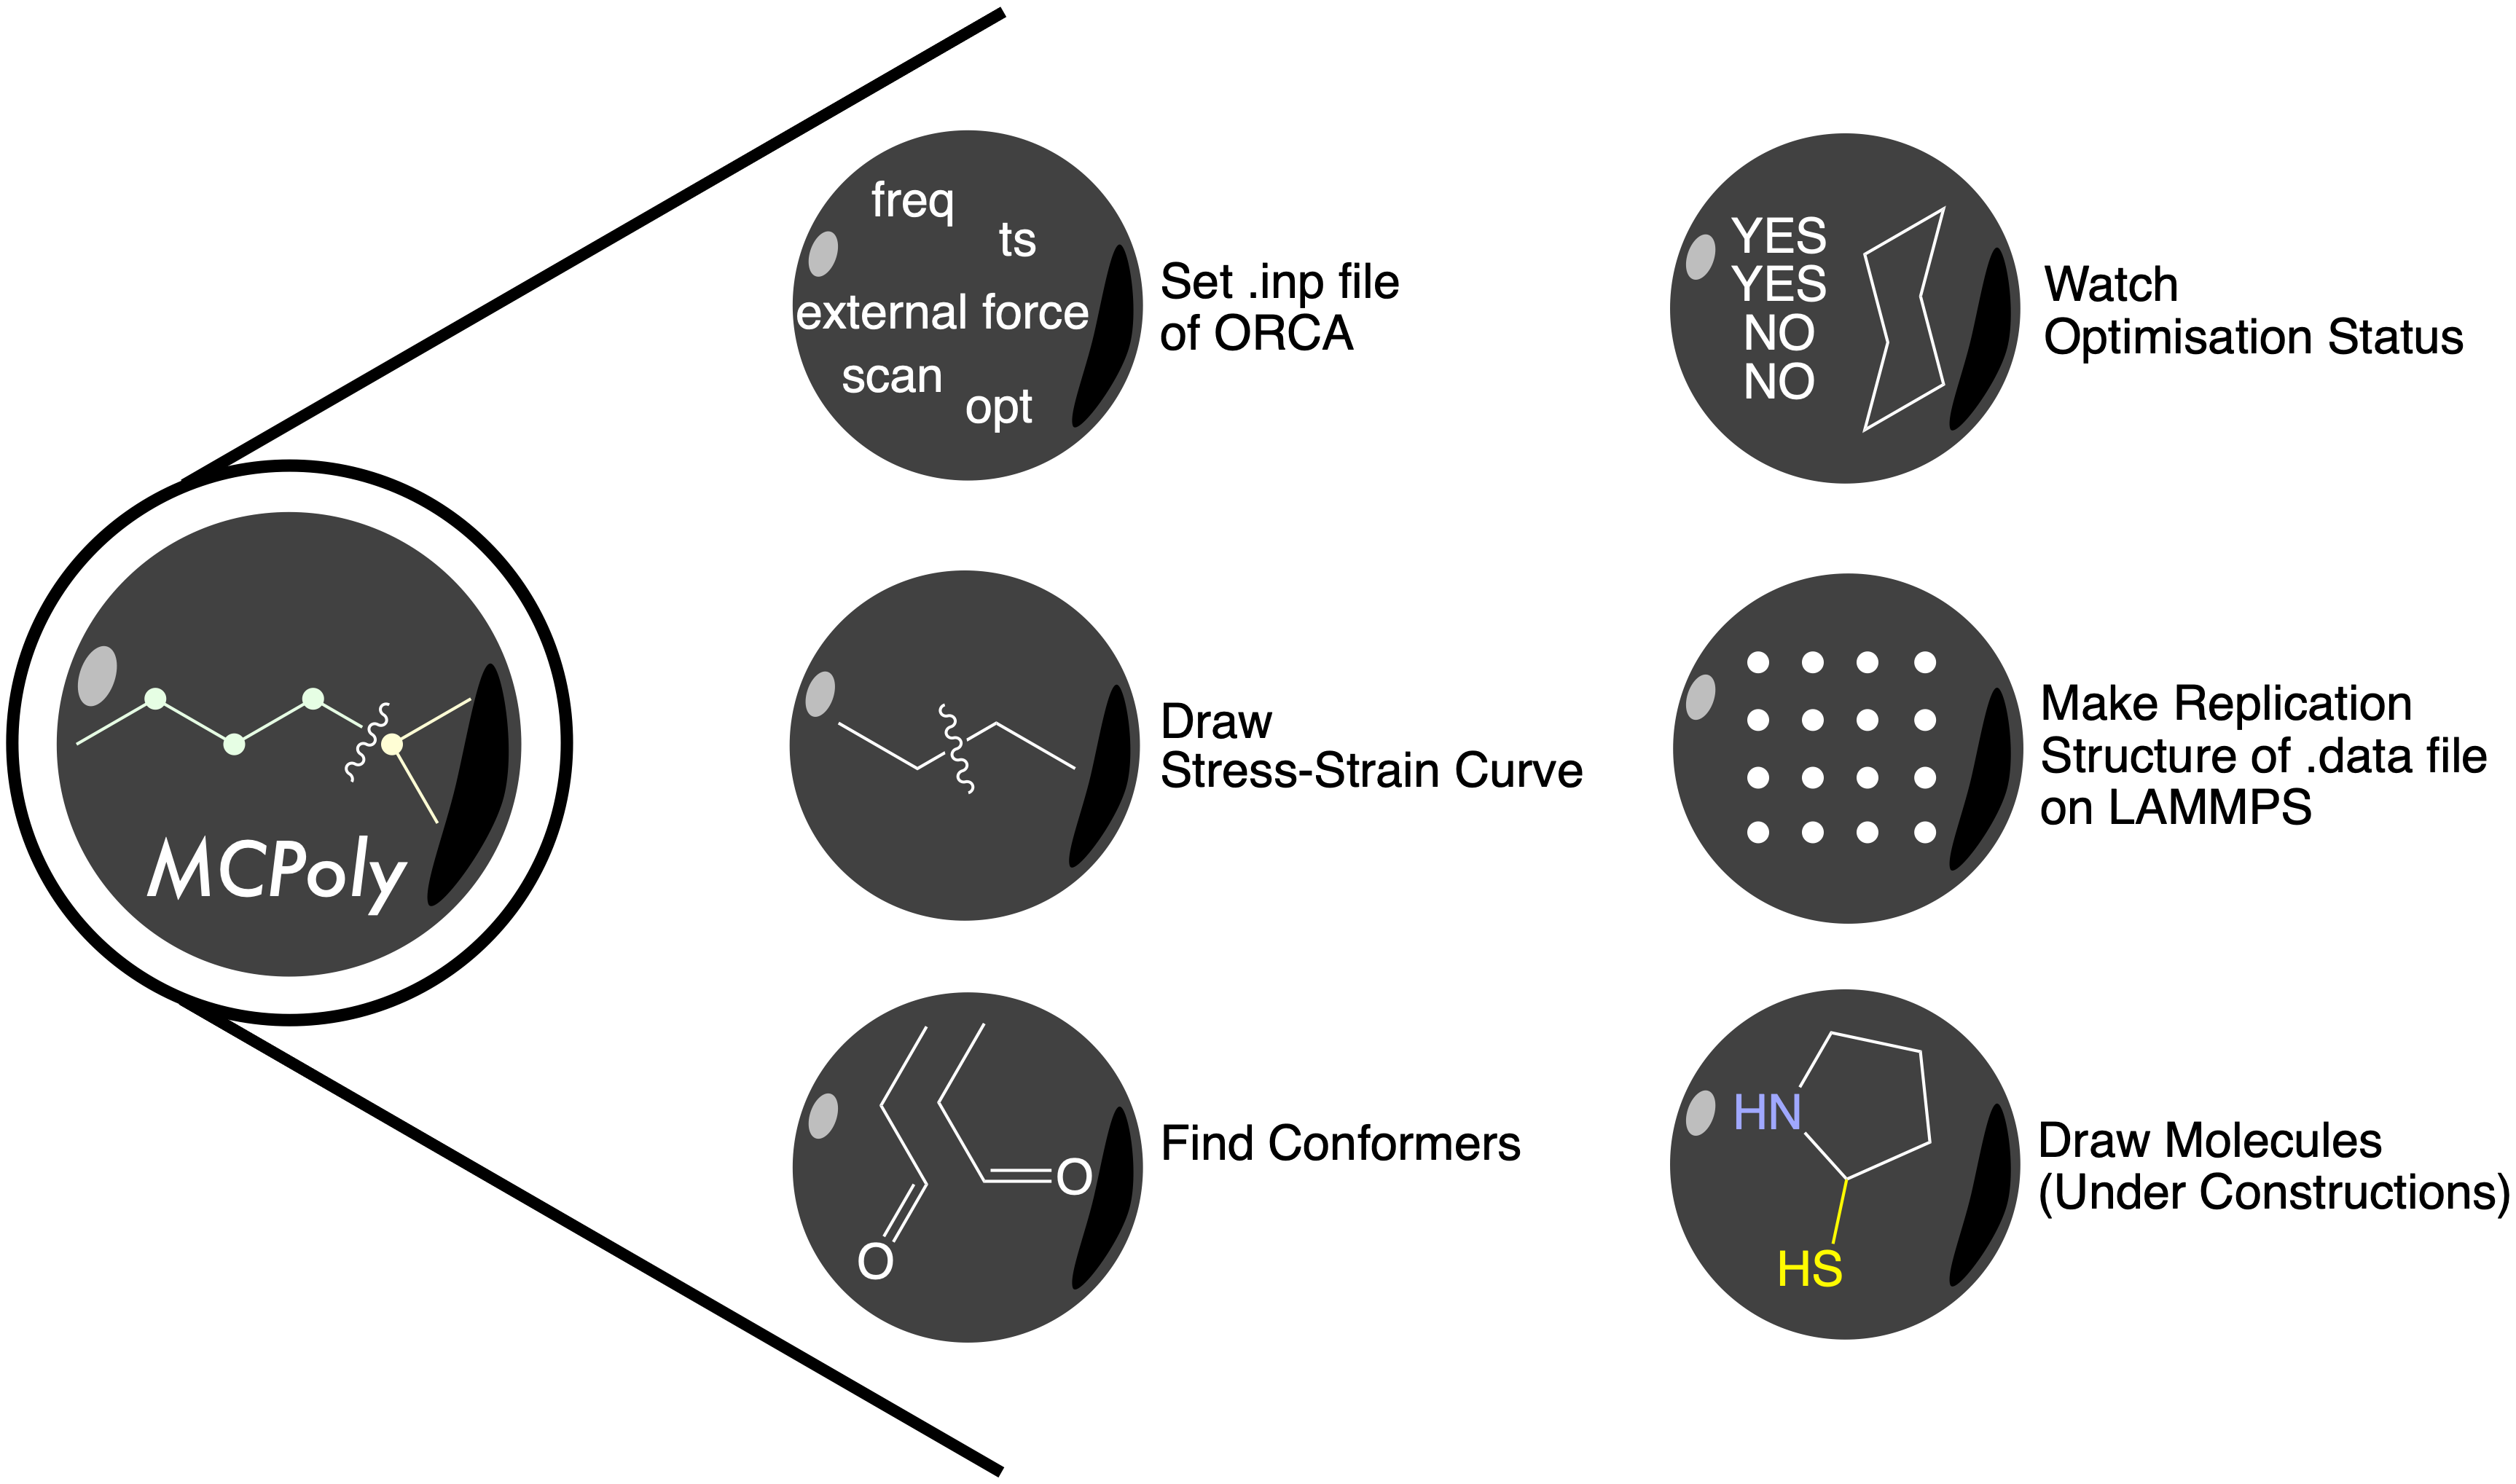 MCPoly
freq
ts
external force
scan
opt
Set .inp file
of ORCA
YES
YES
NO
NO
Watch
Optimisation Status
Draw
Stress-Strain Curve
Make Replication
Structure of .data file
on LAMMPS
O
O
Find Conformers
HN
HS
Draw Molecules
(Under Constructions)